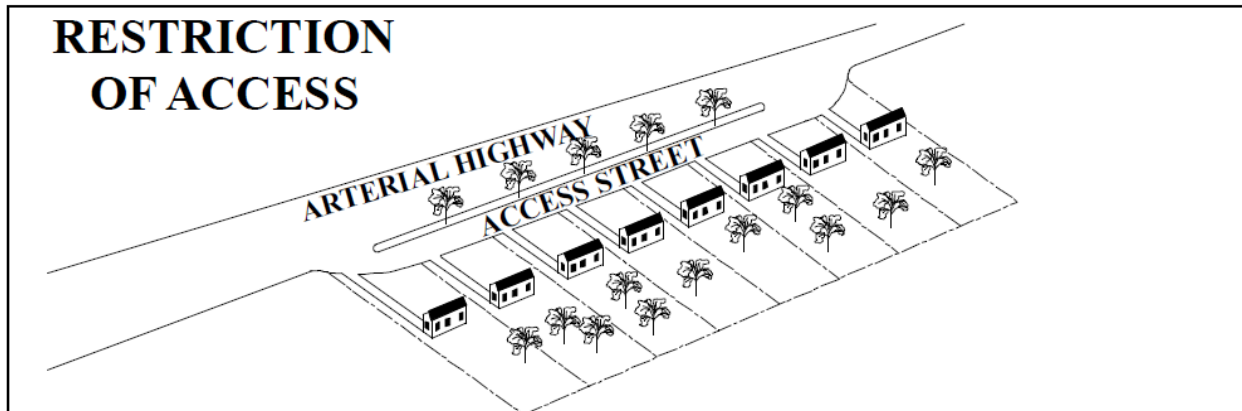 RESTRICTION
OF ACCESS
ARTERIAL HIGHWAY
ACCESS STREET